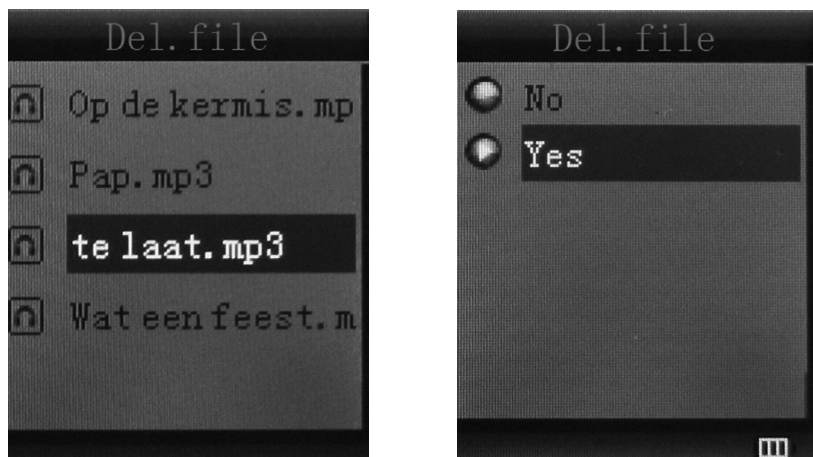 Del.file
Op de kermis.mp
Pap.mp3
te laat.mp3
Wat een feest.m
Del.file
No
Yes